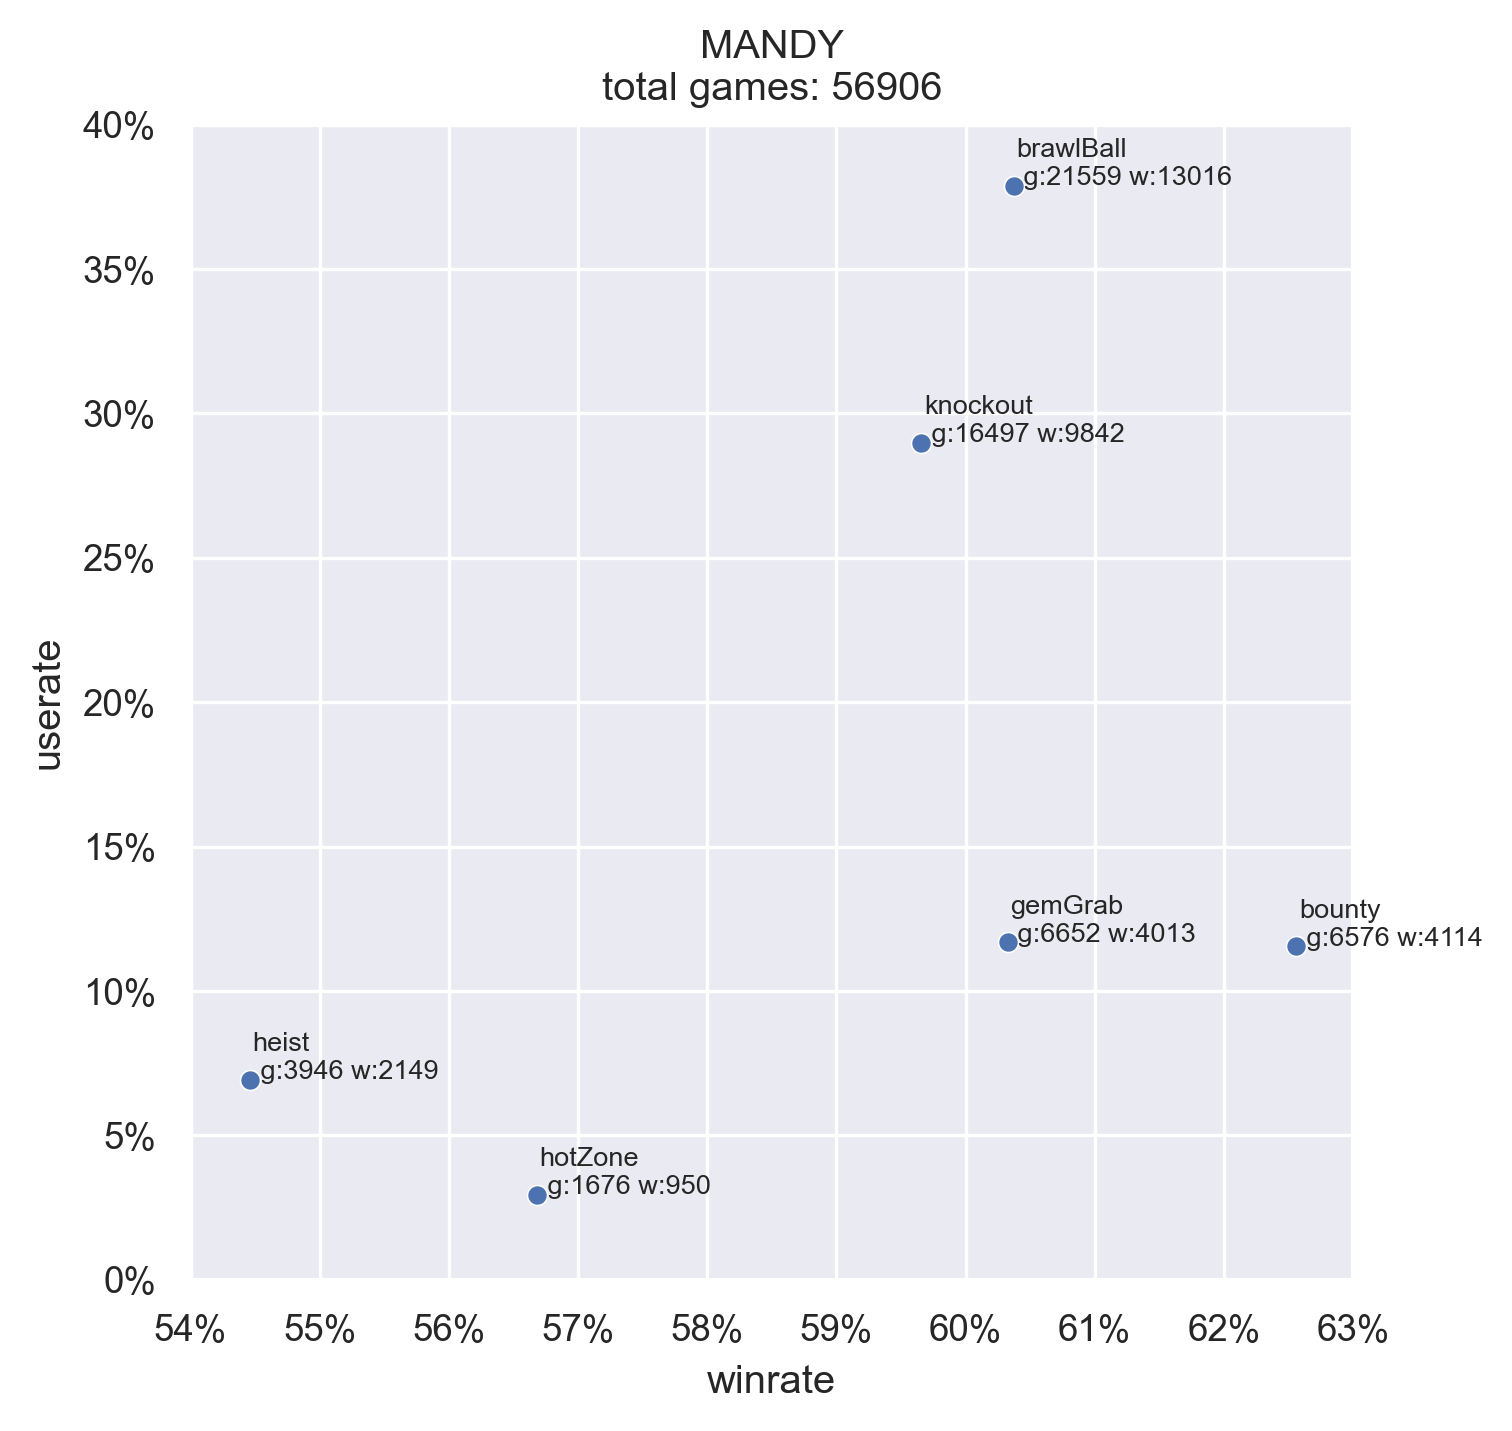 MANDY
total games: 56906
40%
35%
30%
25%
20%
15%
10%
5%
0%
userate
brawlBall
g:21559 w:13016
knockout
g:16497 w:9842
gemGrab
g:6652 w:4013
bounty
g:6576 w:4114
heist
g:3946 w:2149
hotZone
g:1676 w:950
54% 55% 56% 57% 58% 59% 60% 61% 62% 63%
winrate